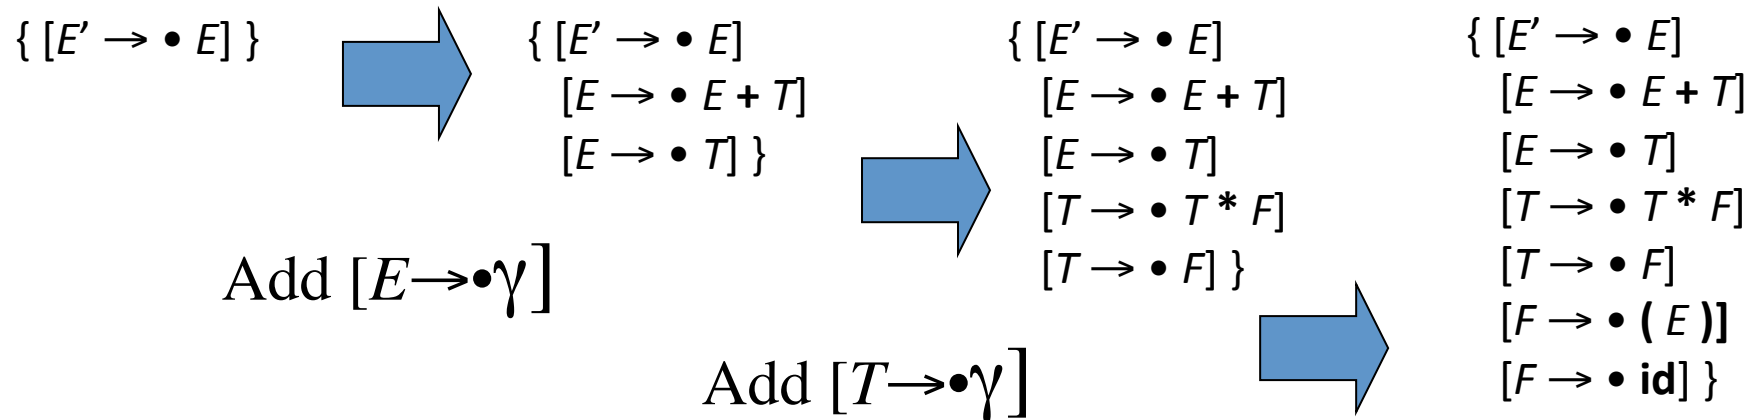 { [E’ → • E] }
{ [E’ → • E]
[E → • E + T]
[E → • T] }
{ [E’ → • E]
[E → • E + T]
[E → • T]
[T → • T * F]
[T → • F] }
{ [E’ → • E]
[E → • E + T]
[E → • T]
[T → • T * F]
[T → • F]
[F → • ( E )]
[F → • id] }
Add [E→•γ]
Add [T→•γ]